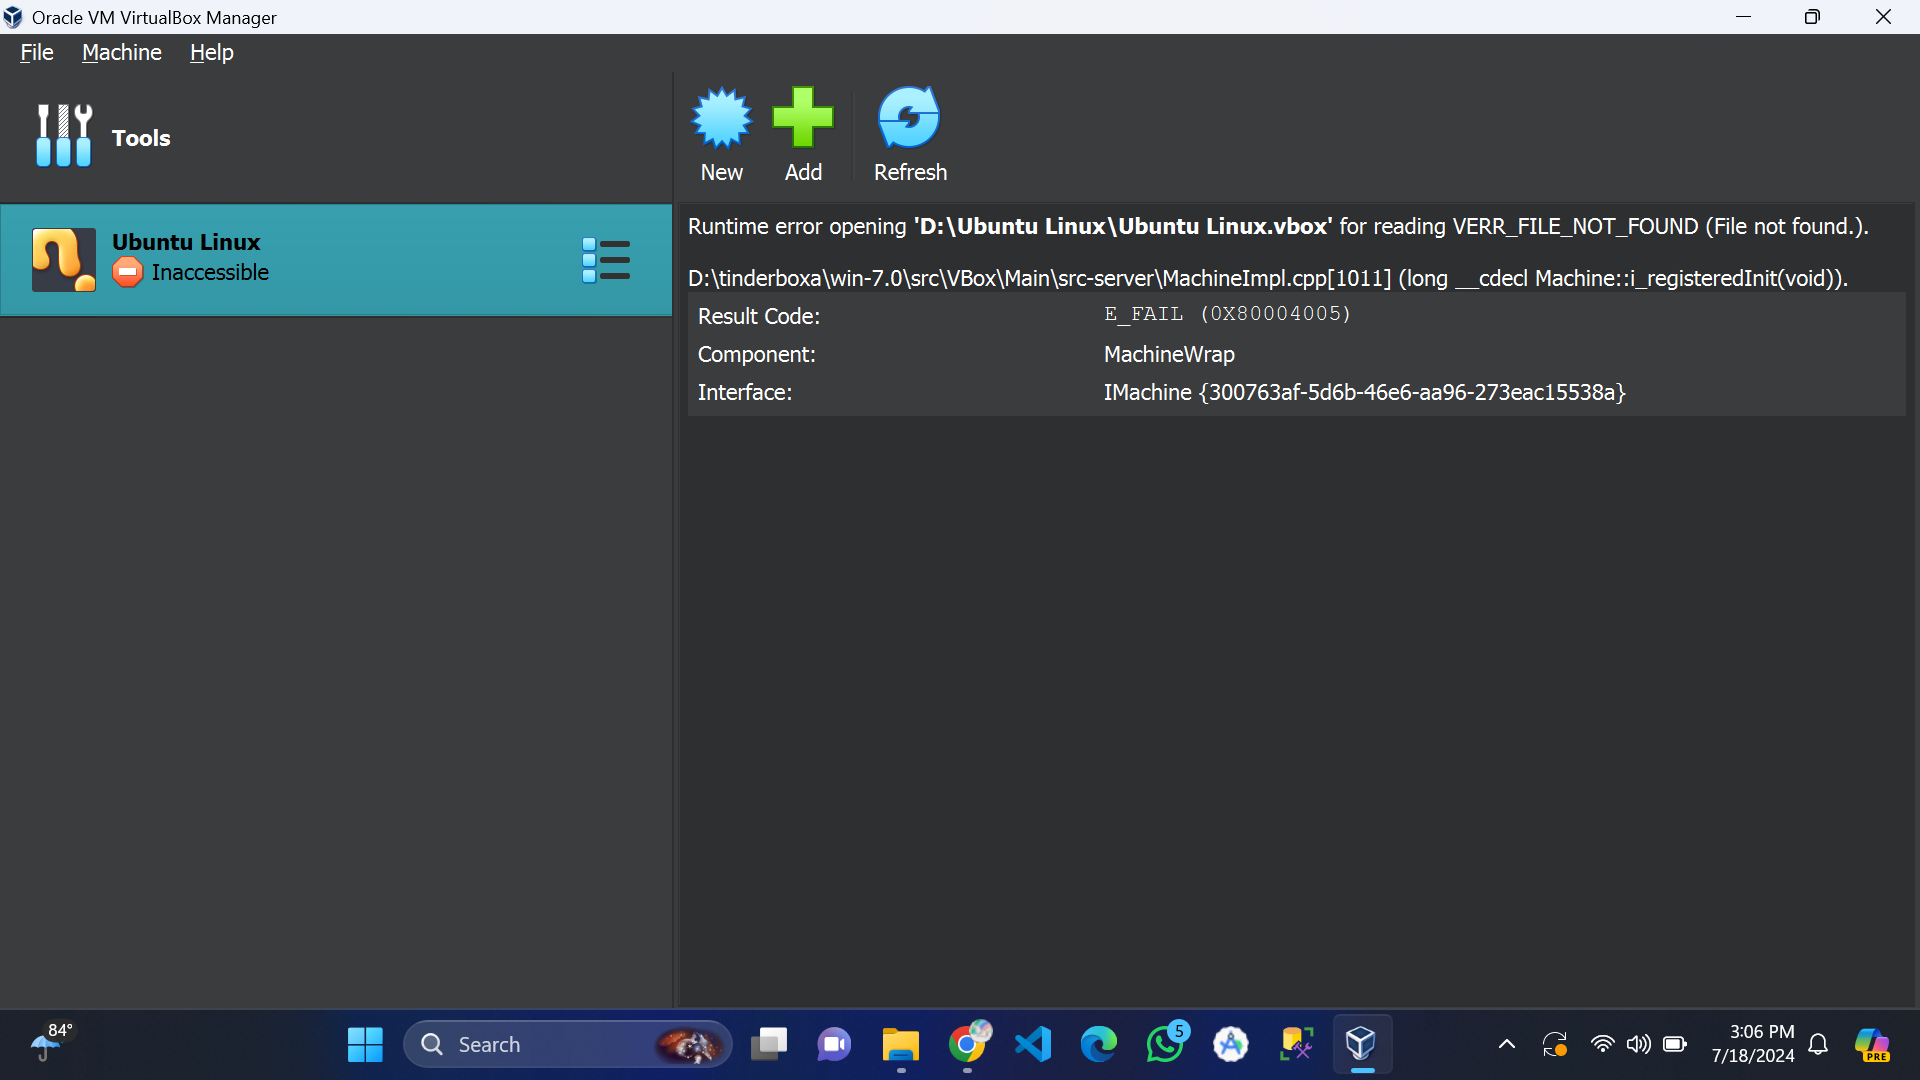 Oracle VM VirtualBox Manager
File Machine Help
Tools
New Add Refresh
Ubuntu Linux
Inaccessible
Runtime error opening 'D:\Ubuntu Linux\Ubuntu Linux.vbox' for reading VERR_FILE_NOT_FOUND (File not found.).
D:\tinderboxa\win-7.0\src\VBox\Main\src-server\MachineImpl.cpp[1011] (long __cdecl Machine::i_registeredInit(void)).
Result Code: E_FAIL (0X80004005)
Component: MachineWrap
Interface: IMachine {300763af-5d6b-46e6-aa96-273eac15538a}
84°
Search
5
3:06 PM
7/18/2024
PRE